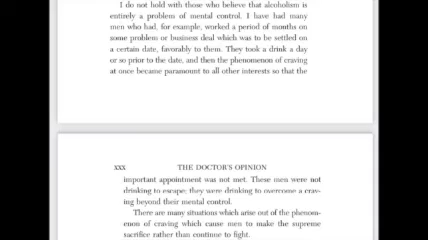 I do not hold with those who believe that alcoholism is
entirely a problem of mental control. I have had many
men who had, for example, worked a period of months on
some problem or business deal which was to be settled on
a certain date, favorably to them. They took a drink a day
or so prior to the date, and then the phenomenon of craving
at once became paramount to all other interests so that the
xxx THE DOCTOR'S OPINION
important appointment was not met. These men were not
drinking to escape; they were drinking to overcome a crav-
ing beyond their mental control.
There are many situations which arise out of the phenom-
enon of craving which cause men to make the supreme
sacrifice rather than continue to fight.